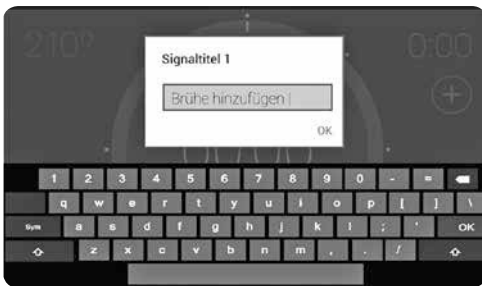 210°
0:00
Signaltitel 1
Brühe hinzufügen
OK
1 2 3 4 5 6 7 8 9 0 - =
q w e r t y u i o p [ ] \
Sym a s d f g h j k l ; ' OK
z x c v b n m , . /